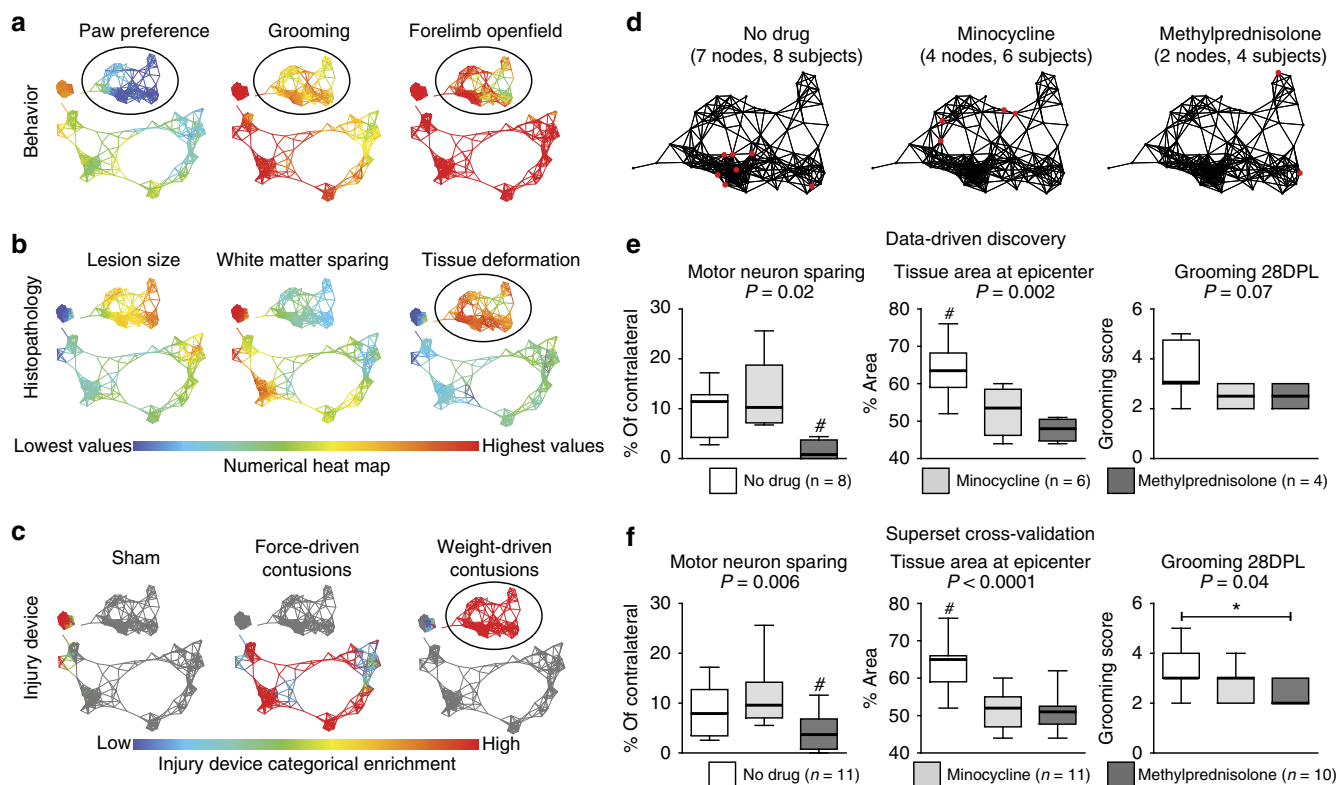 a
Paw preference
Grooming
Forelimb openfield
Behavior
b
Lesion size
White matter sparing
Tissue deformation
Histopathology
Lowest values
Highest values
Numerical heat map
c
Sham
Force-driven
contusions
Weight-driven
contusions
Injury device
Low
High
Injury device categorical enrichment
d
No drug
(7 nodes, 8 subjects)
Minocycline
(4 nodes, 6 subjects)
Methylprednisolone
(2 nodes, 4 subjects)
e
Data-driven discovery
Motor neuron sparing
P = 0.02
% Of contralateral
30
20
10
0
#
Tissue area at epicenter
P = 0.002
% Area
80
70
60
50
40
#
Grooming 28DPL
P = 0.07
Grooming score
6
4
2
0
No drug (n = 8)
Minocycline (n = 6)
Methylprednisolone (n = 4)
f
Superset cross-validation
Motor neuron sparing
P = 0.006
% Of contralateral
30
20
10
0
#
Tissue area at epicenter
P < 0.0001
% Area
80
70
60
50
40
#
Grooming 28DPL
P = 0.04
Grooming score
6
4
2
0
*
No drug (n = 11)
Minocycline (n = 11)
Methylprednisolone (n = 10)